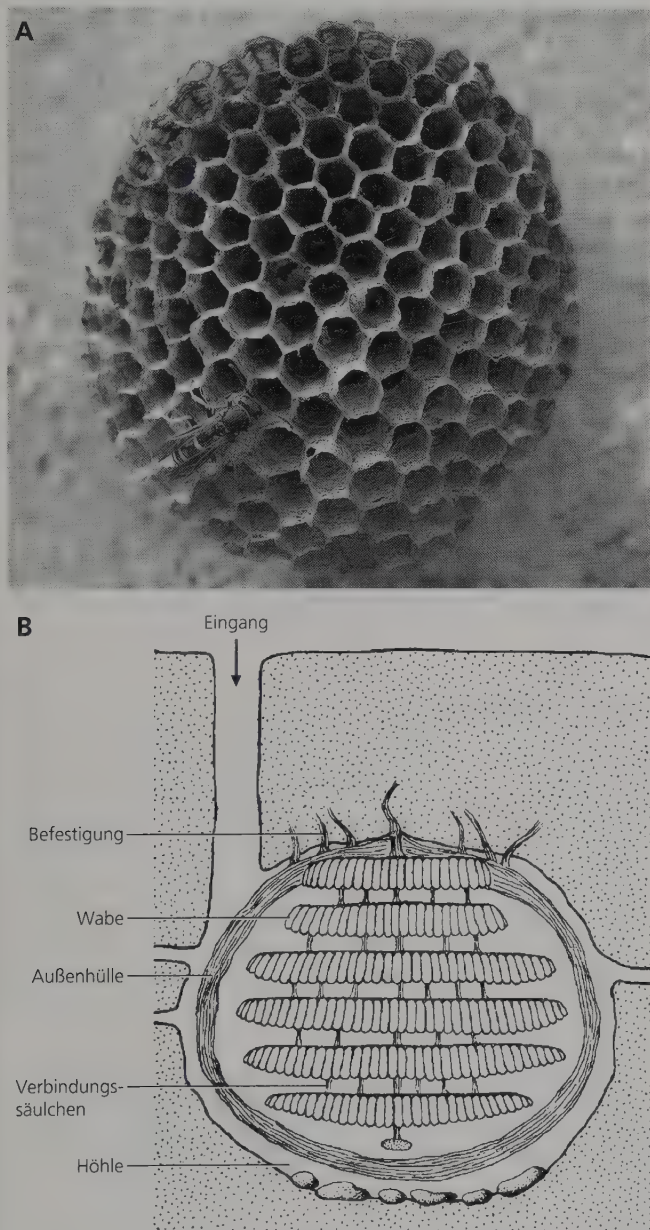 A
B
Eingang
Befestigung
Wabe
Außenhülle
Verbindungs-
säulchen
Höhle